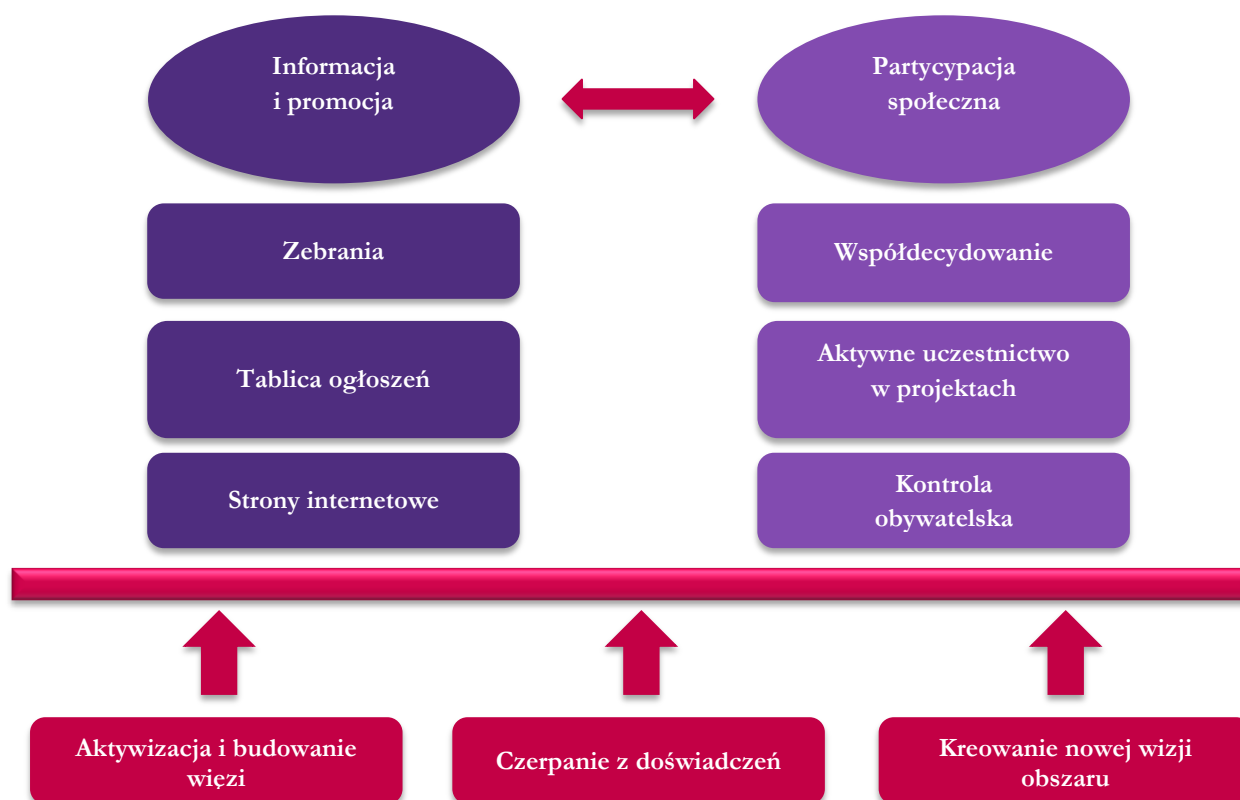 Informacja
i promocja
Partycypacja
społeczna
Zebrania
Współdecydowanie
Tablica ogłoszeń
Aktywne uczestnictwo
w projektach
Strony internetowe
Kontrola
obywatelska
Aktywizacja i budowanie
więzi
Czerpanie z doświadczeń
Kreowanie nowej wizji
obszaru